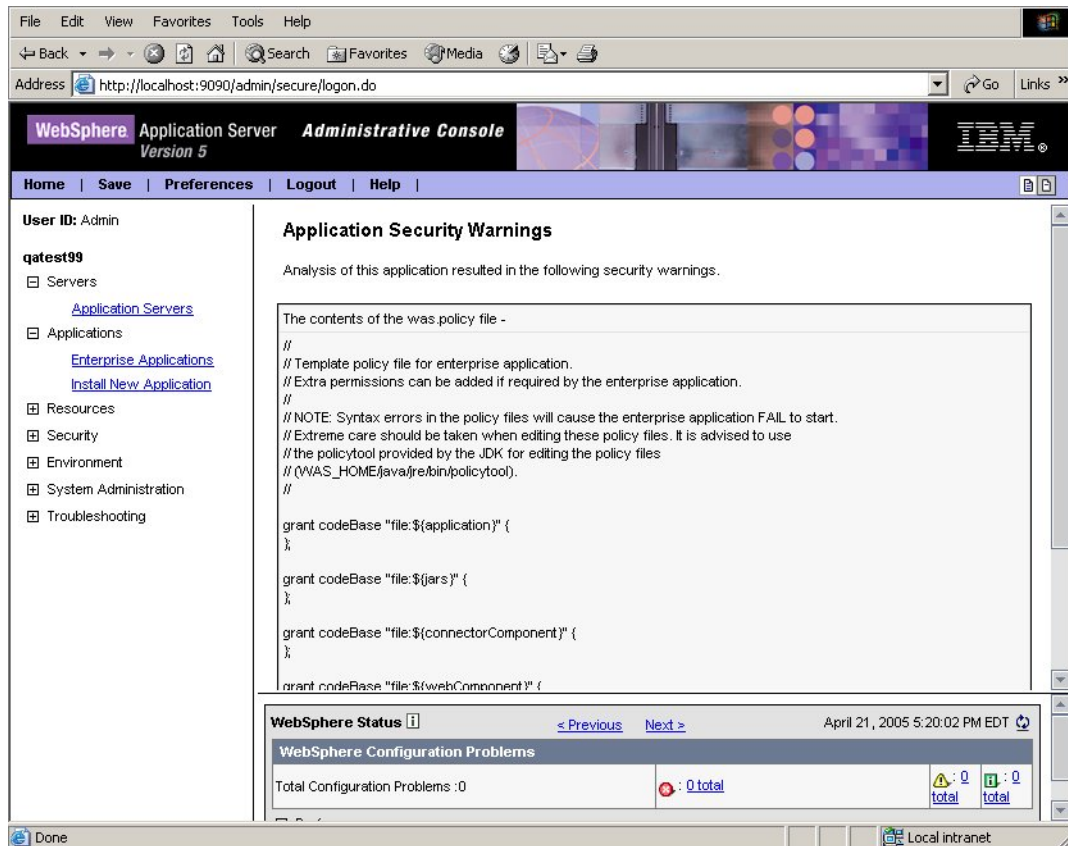 File Edit View Favorites Tools Help
Back Search Favorites Media
Address http://localhost:9090/admin/secure/logon.do Go Links »
WebSphere Application Server Administrative Console
Version 5
IBM®
Home | Save | Preferences | Logout | Help |
User ID: Admin
qatest99
Servers
Application Servers
Applications
Enterprise Applications
Install New Application
Resources
Security
Environment
System Administration
Troubleshooting
Application Security Warnings
Analysis of this application resulted in the following security warnings.
The contents of the was.policy file -
//
// Template policy file for enterprise application.
// Extra permissions can be added if required by the enterprise application.
//
// NOTE: Syntax errors in the policy files will cause the enterprise application FAIL to start.
// Extreme care should be taken when editing these policy files. It is advised to use
// the policytool provided by the JDK for editing the policy files
// (WAS_HOME/java/jre/bin/policytool).
//
grant codeBase "file:${application}" {
};
grant codeBase "file:${jars}" {
};
grant codeBase "file:${connectorComponent}" {
};
grant codeBase "file:${webComponent}" {
WebSphere Status i < Previous Next > April 21, 2005 5:20:02 PM EDT
WebSphere Configuration Problems
Total Configuration Problems :0 : 0 total : 0 total : 0 total
Done Local intranet